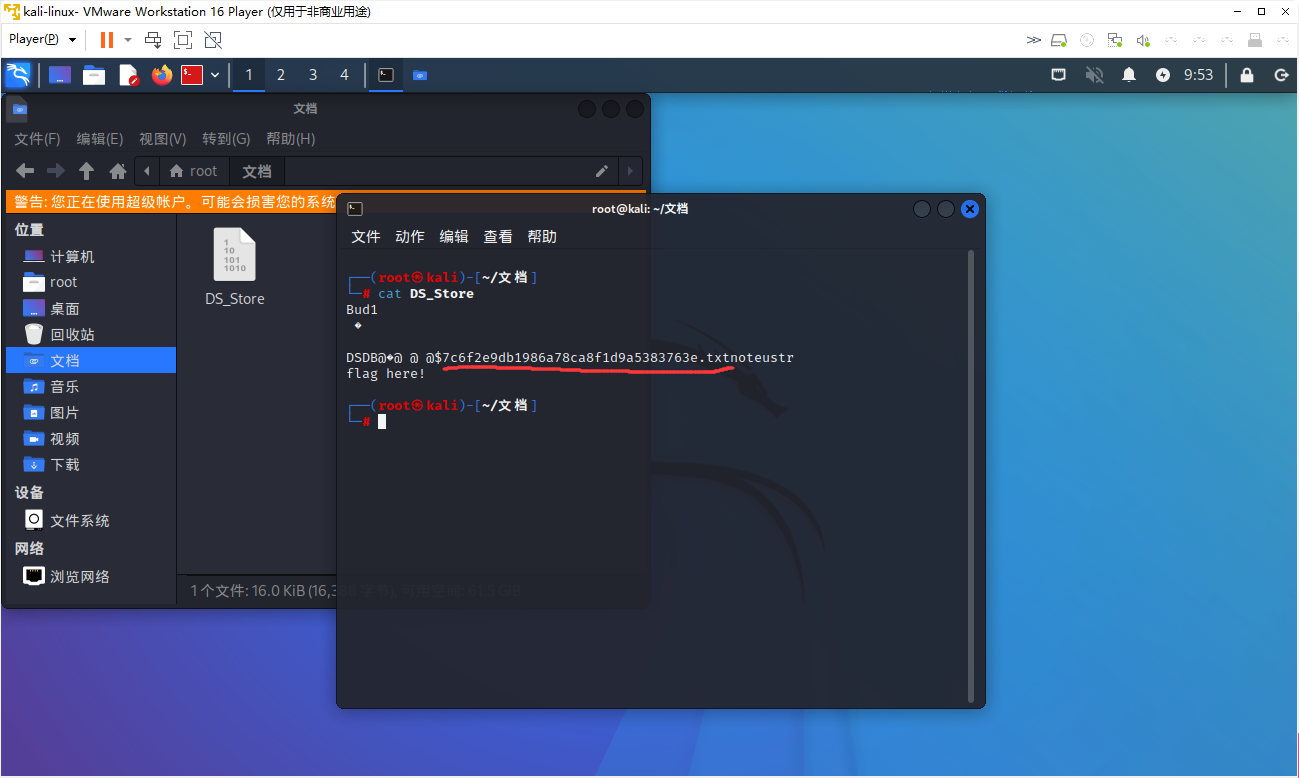 kali-linux- VMware Workstation 16 Player (仅用于非商业用途)
Player(P)
1 2 3 4
9:53
文档
文件(F) 编辑(E) 视图(V) 转到(G) 帮助(H)
root 文档
警告: 您正在使用超级帐户。可能会损害您的系统
位置
计算机
root
桌面
回收站
文档
音乐
图片
视频
下载
设备
文件系统
网络
浏览网络
1
10
101
1010
DS_Store
1 个文件: 16.0 KiB (16,3
root@kali: ~/文档
文件 动作 编辑 查看 帮助
┌──(root㉿kali)-[~/文档]
└─# cat DS_Store
Bud1
�
DSDB@�@ @ @$7c6f2e9db1986a78ca8f1d9a5383763e.txtnoteustr
flag here!
┌──(root㉿kali)-[~/文档]
└─#